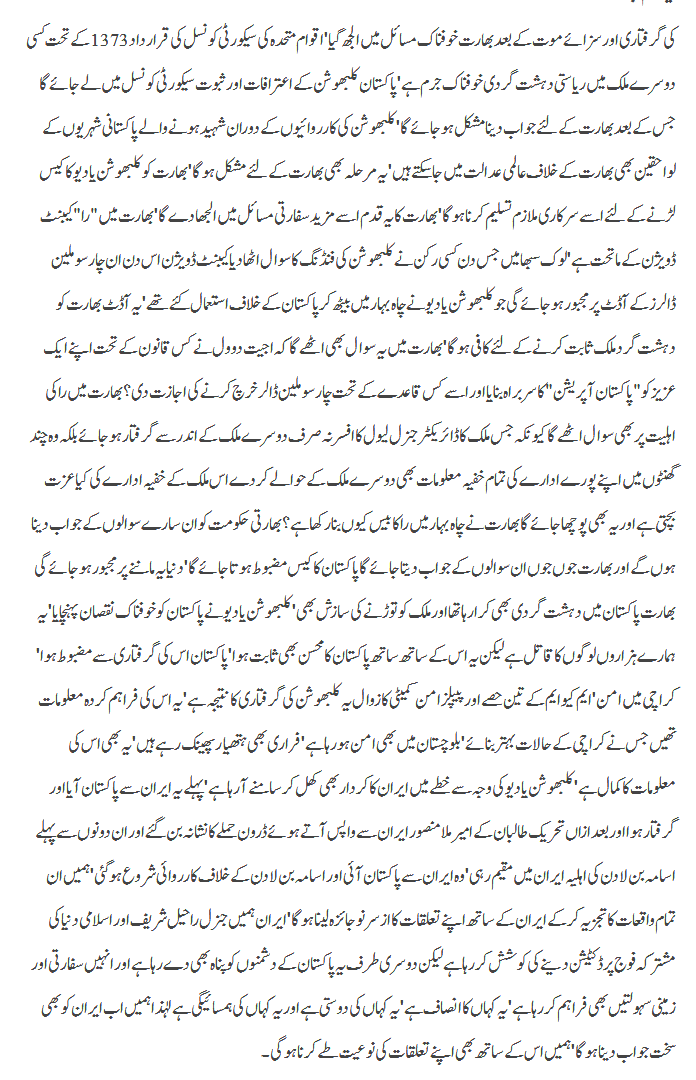 کی گرفتاری اور سزائے موت کے بعد بھارت خوفناک مسائل میں الجھ گیا' اقوام متحدہ کی سیکورٹی کونسل کی قرارداد 1373 کے تحت کسی
دوسرے ملک میں ریاستی دہشت گردی خوفناک جرم ہے' پاکستان کلبھوشن کے اعترافات اور ثبوت سیکورٹی کونسل میں لے جائے گا
جس کے بعد بھارت کے لئے جواب دینا مشکل ہو جائے گا' کلبھوشن کی کارروائیوں کے دوران شہید ہونے والے پاکستانی شہریوں کے
لواحقین بھی بھارت کے خلاف عالمی عدالت میں جا سکتے ہیں' یہ مرحلہ بھی بھارت کے لئے مشکل ہو گا' بھارت کو کلبھوشن یادیو کا کیس
لڑنے کے لئے اسے سرکاری ملازم تسلیم کرنا ہو گا' بھارت کا یہ قدم اسے مزید سفارتی مسائل میں الجھا دے گا' بھارت میں "را" کیبنٹ
ڈویژن کے ماتحت ہے' لوک سبھا میں جس دن کسی رکن نے کلبھوشن کی فنڈنگ کا سوال اٹھا دیا کیبنٹ ڈویژن اس دن ان چار سو ملین
ڈالرز کے آڈٹ پر مجبور ہو جائے گی جو کلبھوشن یادیو نے چاہ بہار میں بیٹھ کر پاکستان کے خلاف استعمال کئے تھے' یہ آڈٹ بھارت کو
دہشت گرد ملک ثابت کرنے کے لئے کافی ہو گا' بھارت میں یہ سوال بھی اٹھے گا کہ اجیت دوول نے کس قانون کے تحت اپنے ایک
عزیز کو "پاکستان آپریشن" کا سربراہ بنایا اور اسے کس قاعدے کے تحت چار سو ملین ڈالر خرچ کرنے کی اجازت دی؟ بھارت میں را کی
اہلیت پر بھی سوال اٹھے گا کیونکہ جس ملک کا ڈائریکٹر جنرل لیول کا افسر نہ صرف دوسرے ملک کے اندر سے گرفتار ہو جائے بلکہ وہ چند
گھنٹوں میں اپنے پورے ادارے کی تمام خفیہ معلومات بھی دوسرے ملک کے حوالے کر دے اس ملک کے خفیہ ادارے کی کیا عزت
بچتی ہے اور یہ بھی پوچھا جائے گا بھارت نے چاہ بہار میں را کا بیس کیوں بنا رکھا ہے؟ بھارتی حکومت کو ان سارے سوالوں کے جواب دینا
ہوں گے اور بھارت جوں جوں ان سوالوں کے جواب دیتا جائے گا پاکستان کا کیس مضبوط ہوتا جائے گا' دنیا یہ ماننے پر مجبور ہو جائے گی
بھارت پاکستان میں دہشت گردی بھی کرا رہا تھا اور ملک کو توڑنے کی سازش بھی' کلبھوشن یادیو نے پاکستان کو خوفناک نقصان پہنچایا' یہ
ہمارے ہزاروں لوگوں کا قاتل ہے لیکن یہ اس کے ساتھ ساتھ پاکستان کا محسن بھی ثابت ہوا' پاکستان اس کی گرفتاری سے مضبوط ہوا'
کراچی میں امن' ایم کیو ایم کے تین حصے اور پیپلز امن کمیٹی کا زوال یہ کلبھوشن کی گرفتاری کا نتیجہ ہے' یہ اس کی فراہم کردہ معلومات
تھیں جس نے کراچی کے حالات بہتر بنائے' بلوچستان میں بھی امن ہو رہا ہے' فراری بھی ہتھیار پھینک رہے ہیں' یہ بھی اس کی
معلومات کا کمال ہے' کلبھوشن یادیو کی وجہ سے خطے میں ایران کا کردار بھی کھل کر سامنے آ رہا ہے' پہلے یہ ایران سے پاکستان آیا اور
گرفتار ہوا اور بعد ازاں تحریک طالبان کے امیر ملا منصور ایران سے واپس آتے ہوئے ڈرون حملے کا نشانہ بن گئے اور ان دونوں سے پہلے
اسامہ بن لادن کی اہلیہ ایران میں مقیم رہی' وہ ایران سے پاکستان آئی اور اسامہ بن لادن کے خلاف کارروائی شروع ہو گئی' ہمیں ان
تمام واقعات کا تجزیہ کر کے ایران کے ساتھ اپنے تعلقات کا از سر نو جائزہ لینا ہو گا' ایران ہمیں جنرل راحیل شریف اور اسلامی دنیا کی
مشترکہ فوج پر ڈکٹیشن دینے کی کوشش کر رہا ہے لیکن دوسری طرف یہ پاکستان کے دشمنوں کو پناہ بھی دے رہا ہے اور انہیں سفارتی اور
زمینی سہولتیں بھی فراہم کر رہا ہے' یہ کہاں کا انصاف ہے' یہ کہاں کی دوستی ہے اور یہ کہاں کی ہمسائیگی ہے لہٰذا ہمیں اب ایران کو بھی
سخت جواب دینا ہو گا' ہمیں اس کے ساتھ بھی اپنے تعلقات کی نوعیت طے کرنا ہو گی۔